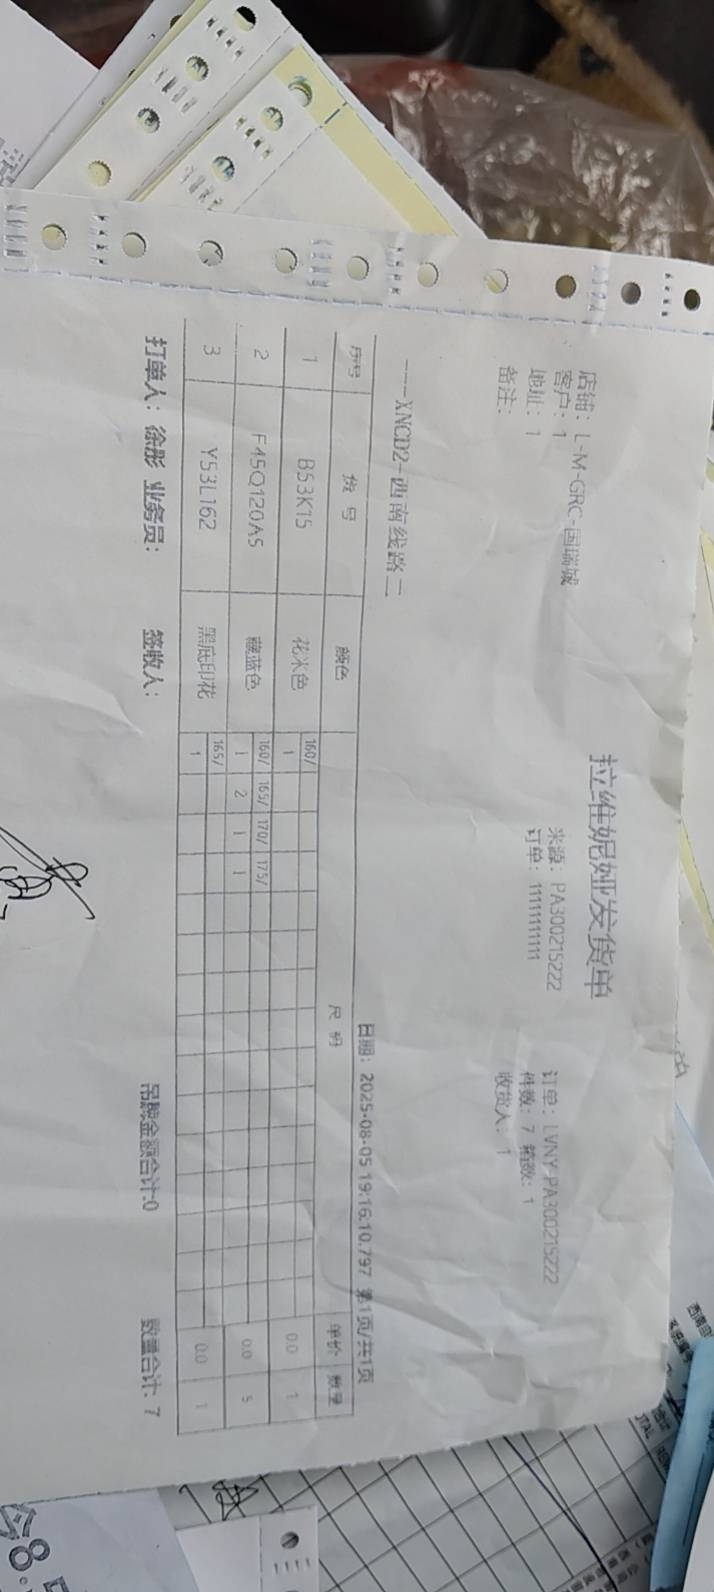 拉维妮娅发货单
店铺：L-M-GRC-国瑞城
客户：1 来源：PA300215222 订单：LVNY-PA300215222
地址：1 订单：11111111111 件数：7 箱数：1
备注： 收货人：1
----XNCD2-西南线路二 日期：2025-08-05 19:16:10.797 第1页/共1页
序号 货 号 颜色 尺 码 单价 数量
1 B53K15 花米色 160/ 0.0 1
1
2 F45Q120AS 藏蓝色 160/ 165/ 170/ 175/ 0.0 5
1 2 1 1
3 Y53L162 黑底印花 165/ 0.0 1
1
打单人：徐彤 业务员： 签收人： 吊牌金额合计:0 数量合计: 7